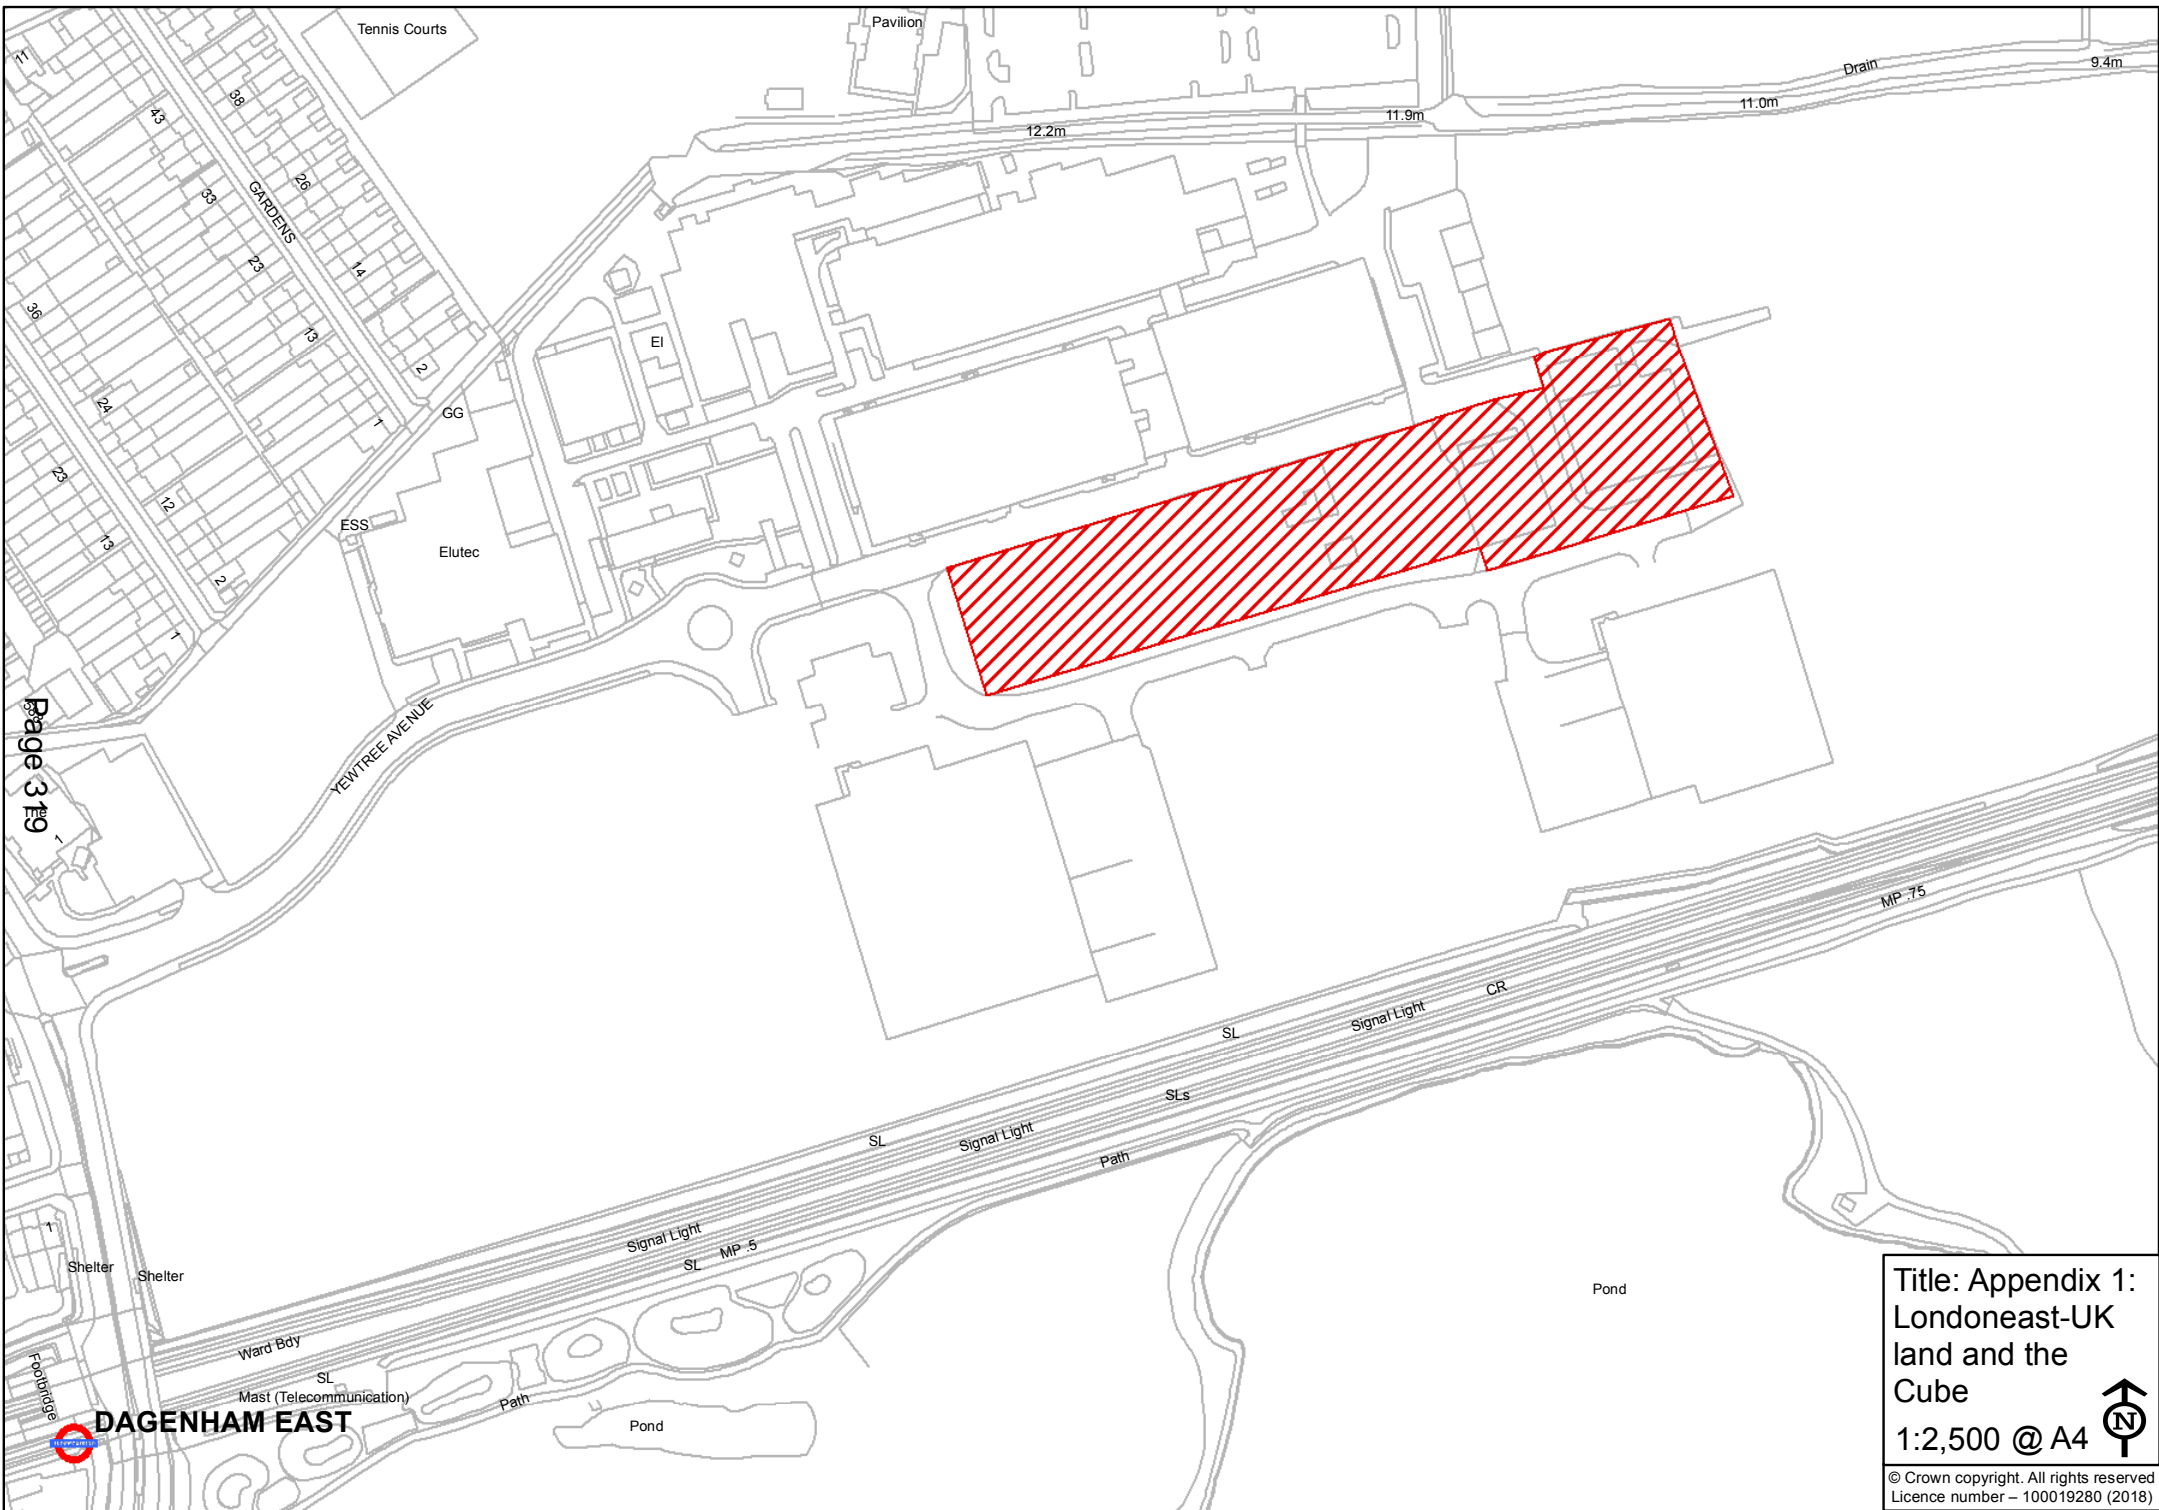 Tennis Courts
Pavilion
Drain
9.4m
11.0m
11.9m
12.2m
11
43
38
33
26
GARDENS
23
14
13
2
1
36
24
23
12
13
2
1
El
GG
ESS
Elutec
YEWTREE AVENUE
Page 319
The
1
MP .75
CR
Signal Light
SL
SLs
Signal Light
SL
Path
Signal Light
MP .5
SL
1
Shelter
Shelter
Pond
Ward Bdy
Footbridge
SL
Mast (Telecommunication)
Path
Pond
DAGENHAM EAST
Title: Appendix 1:
Londoneast-UK
land and the
Cube
1:2,500 @ A4
N
© Crown copyright. All rights reserved
Licence number – 100019280 (2018)